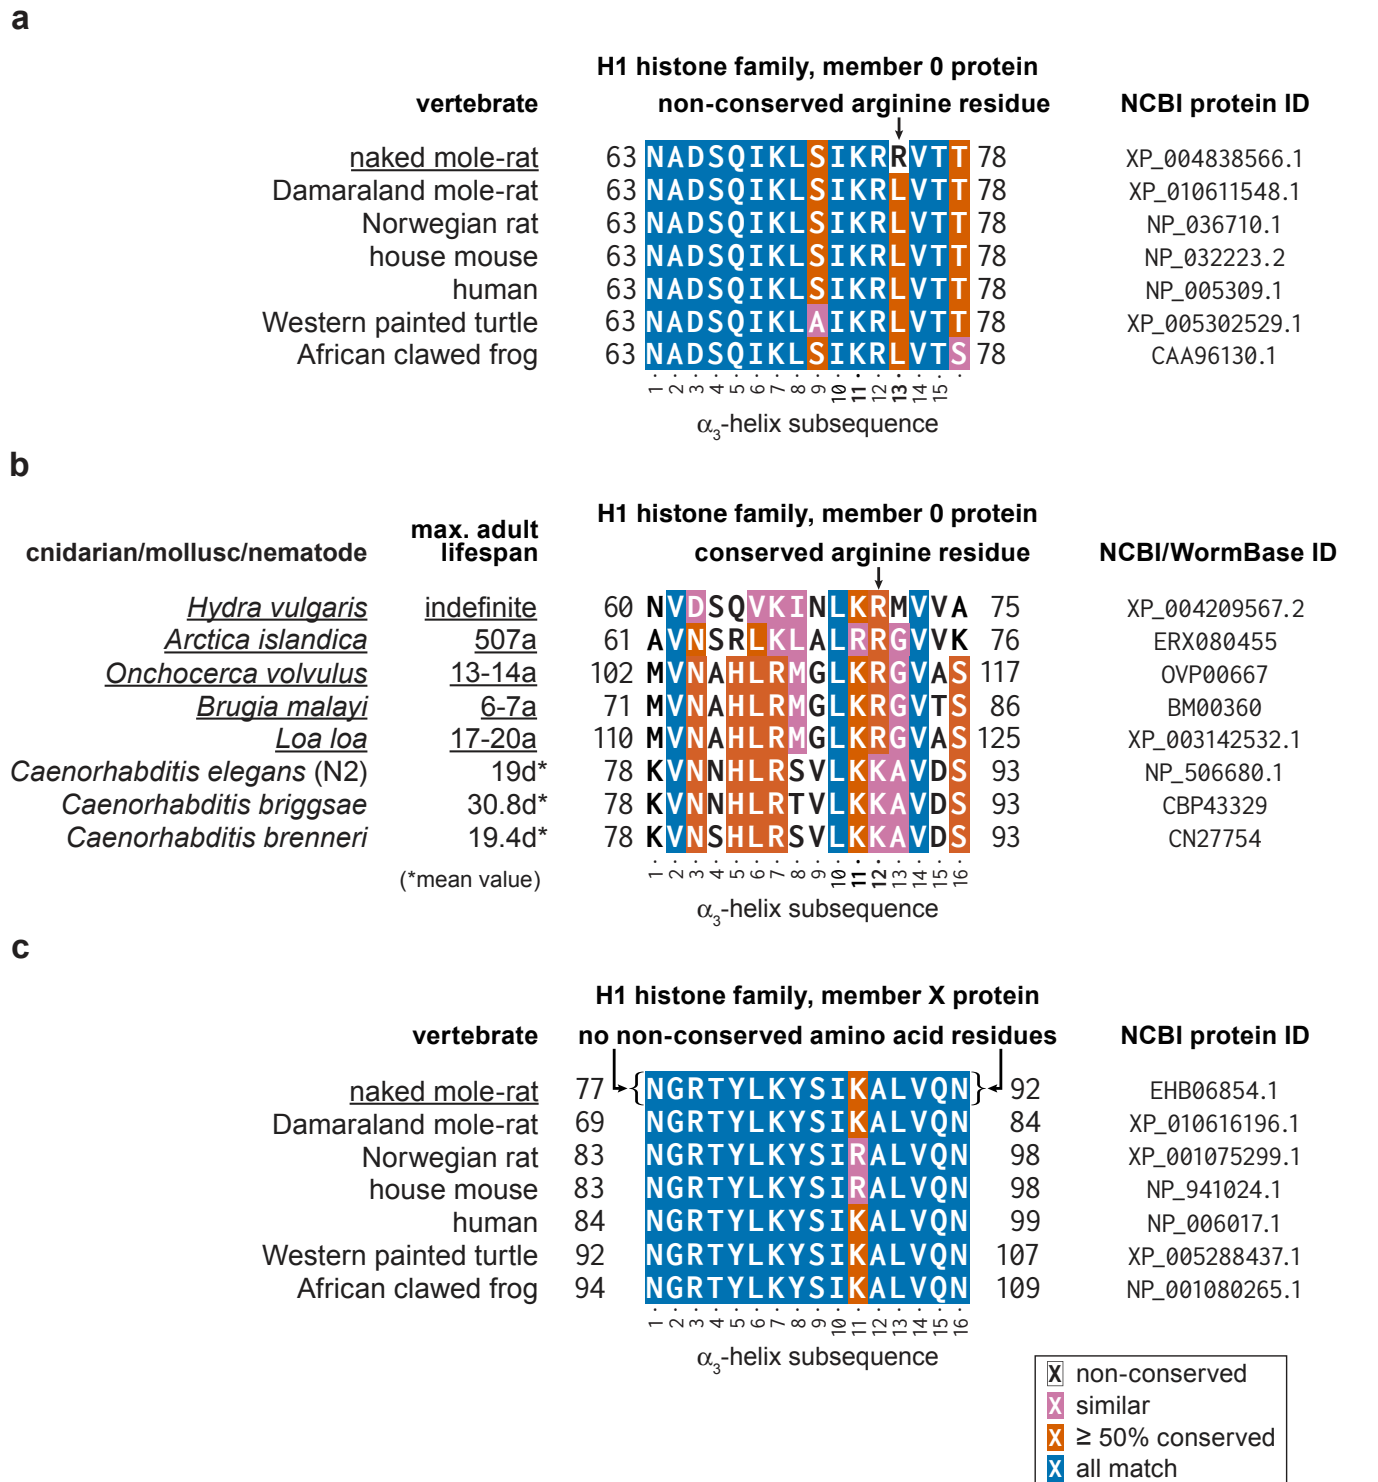 a
H1 histone family, member 0 protein
vertebrate non-conserved arginine residue NCBI protein ID
naked mole-rat 63 NADSQIKLSIKRRVTT 78 XP_004838566.1
Damaraland mole-rat 63 NADSQIKLSIKRLVTT 78 XP_010611548.1
Norwegian rat 63 NADSQIKLSIKRLVTT 78 NP_036710.1
house mouse 63 NADSQIKLSIKRLVTT 78 NP_032223.2
human 63 NADSQIKLSIKRLVTT 78 NP_005309.1
Western painted turtle 63 NADSQIKLAIKRLVTT 78 XP_005302529.1
African clawed frog 63 NADSQIKLSIKRLVTS 78 CAA96130.1
1 2 3 4 5 6 7 8 9 10 11 12 13 14 15
α3-helix subsequence
b
H1 histone family, member 0 protein
cnidarian/mollusc/nematode max. adult lifespan conserved arginine residue NCBI/WormBase ID
Hydra vulgaris indefinite 60 NVDSQVKINLKRMVVA 75 XP_004209567.2
Arctica islandica 507a 61 AVNSRLKLALRRGVVK 76 ERX080455
Onchocerca volvulus 13-14a 102 MVNAHLRMGLKRGVAS 117 OVP00667
Brugia malayi 6-7a 71 MVNAHLRMGLKRGVTS 86 BM00360
Loa loa 17-20a 110 MVNAHLRMGLKRGVAS 125 XP_003142532.1
Caenorhabditis elegans (N2) 19d* 78 KVNNHLRSVLKKAVDS 93 NP_506680.1
Caenorhabditis briggsae 30.8d* 78 KVNNHLRTVLKKAVDS 93 CBP43329
Caenorhabditis brenneri 19.4d* 78 KVNSHLRSVLKKAVDS 93 CN27754
(*mean value) 1 2 3 4 5 6 7 8 9 10 11 12 13 14 15 16
α3-helix subsequence
c
H1 histone family, member X protein
vertebrate no non-conserved amino acid residues NCBI protein ID
naked mole-rat 77 {NGRTYLKYSIKALVQN} 92 EHB06854.1
Damaraland mole-rat 69 NGRTYLKYSIKALVQN 84 XP_010616196.1
Norwegian rat 83 NGRTYLKYSIRALVQN 98 XP_001075299.1
house mouse 83 NGRTYLKYSIRALVQN 98 NP_941024.1
human 84 NGRTYLKYSIKALVQN 99 NP_006017.1
Western painted turtle 92 NGRTYLKYSIKALVQN 107 XP_005288437.1
African clawed frog 94 NGRTYLKYSIKALVQN 109 NP_001080265.1
1 2 3 4 5 6 7 8 9 10 11 12 13 14 15 16
α3-helix subsequence
X non-conserved
X similar
X ≥ 50% conserved
X all match